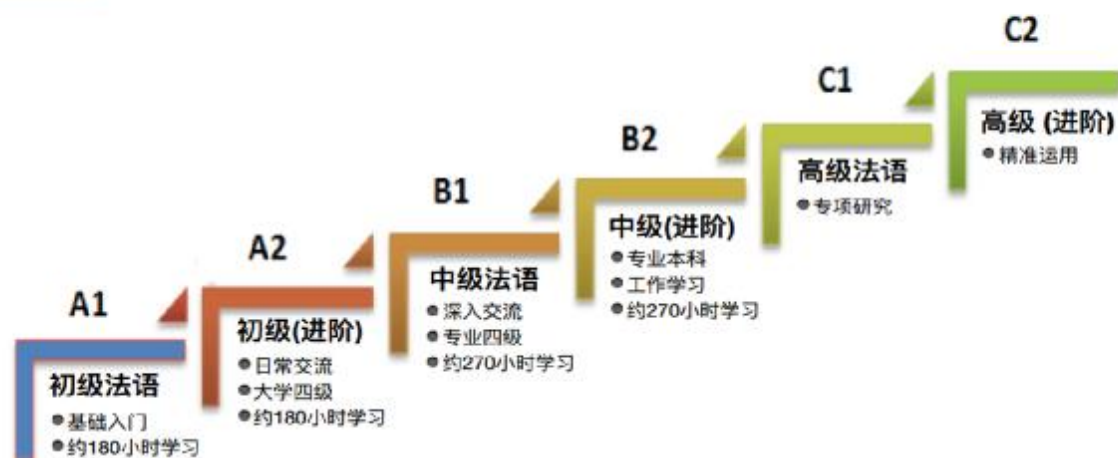 A1
初级法语
基础入门
约180小时学习
A2
初级(进阶)
日常交流
大学四级
约180小时学习
B1
中级法语
深入交流
专业四级
约270小时学习
B2
中级(进阶)
专业本科
工作学习
约270小时学习
C1
高级法语
专项研究
C2
高级 (进阶)
精准运用